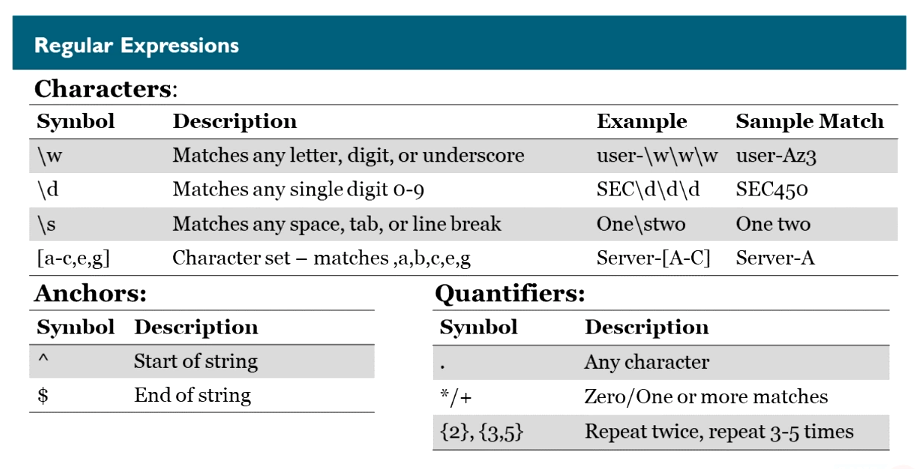 Regular Expressions
Characters:
Symbol Description Example Sample Match
\w Matches any letter, digit, or underscore user-\w\w\w user-Az3
\d Matches any single digit 0-9 SEC\d\d\d SEC450
\s Matches any space, tab, or line break One\stwo One two
[a-c,e,g] Character set – matches ,a,b,c,e,g Server-[A-C] Server-A
Anchors:
Symbol Description
^ Start of string
$ End of string
Quantifiers:
Symbol Description
. Any character
*/+ Zero/One or more matches
{2}, {3,5} Repeat twice, repeat 3-5 times